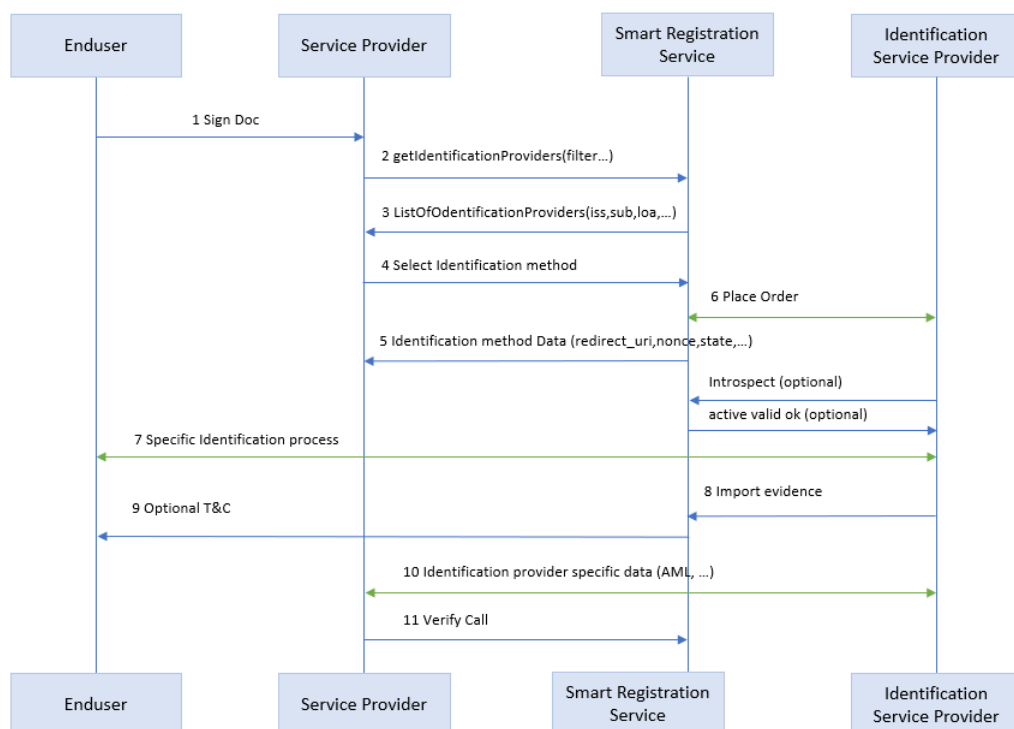 Enduser
Service Provider
Smart Registration
Service
Identification
Service Provider
1 Sign Doc
2 getIdentificationProviders(filter…)
3 ListOfOdentificationProviders(iss,sub,loa,…)
4 Select Identification method
6 Place Order
5 Identification method Data (redirect_uri,nonce,state,…)
Introspect (optional)
active valid ok (optional)
7 Specific Identification process
8 Import evidence
9 Optional T&C
10 Identification provider specific data (AML, …)
11 Verify Call
Enduser
Service Provider
Smart Registration
Service
Identification
Service Provider